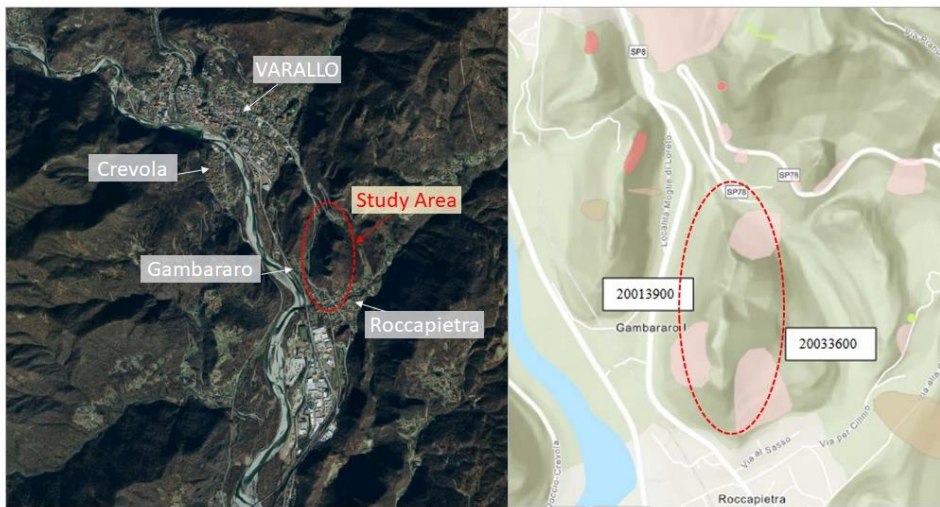 VARALLO
Crevola
Study Area
Gambararo
Roccapietra
SP8
SP78
SP78
Località Moglie di Loreto
20013900
Gambararo I
20033600
Via per Cilimo
Via al Sasso
Roccapietra